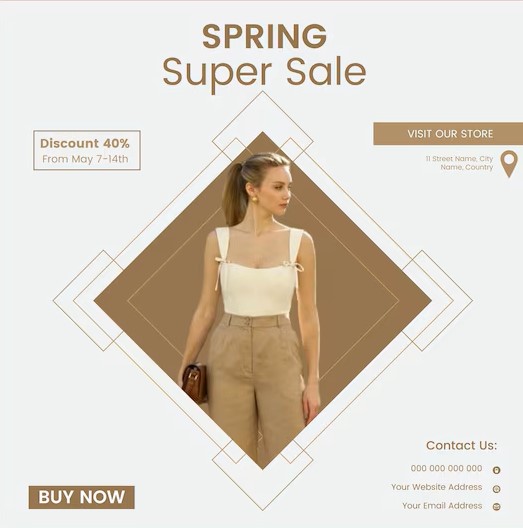 SPRING
Super Sale
Discount 40%
From May 7-14th
VISIT OUR STORE
11 Street Name, City
Name, Country
Contact Us:
000 000 000 000
Your Website Address
Your Email Address
BUY NOW